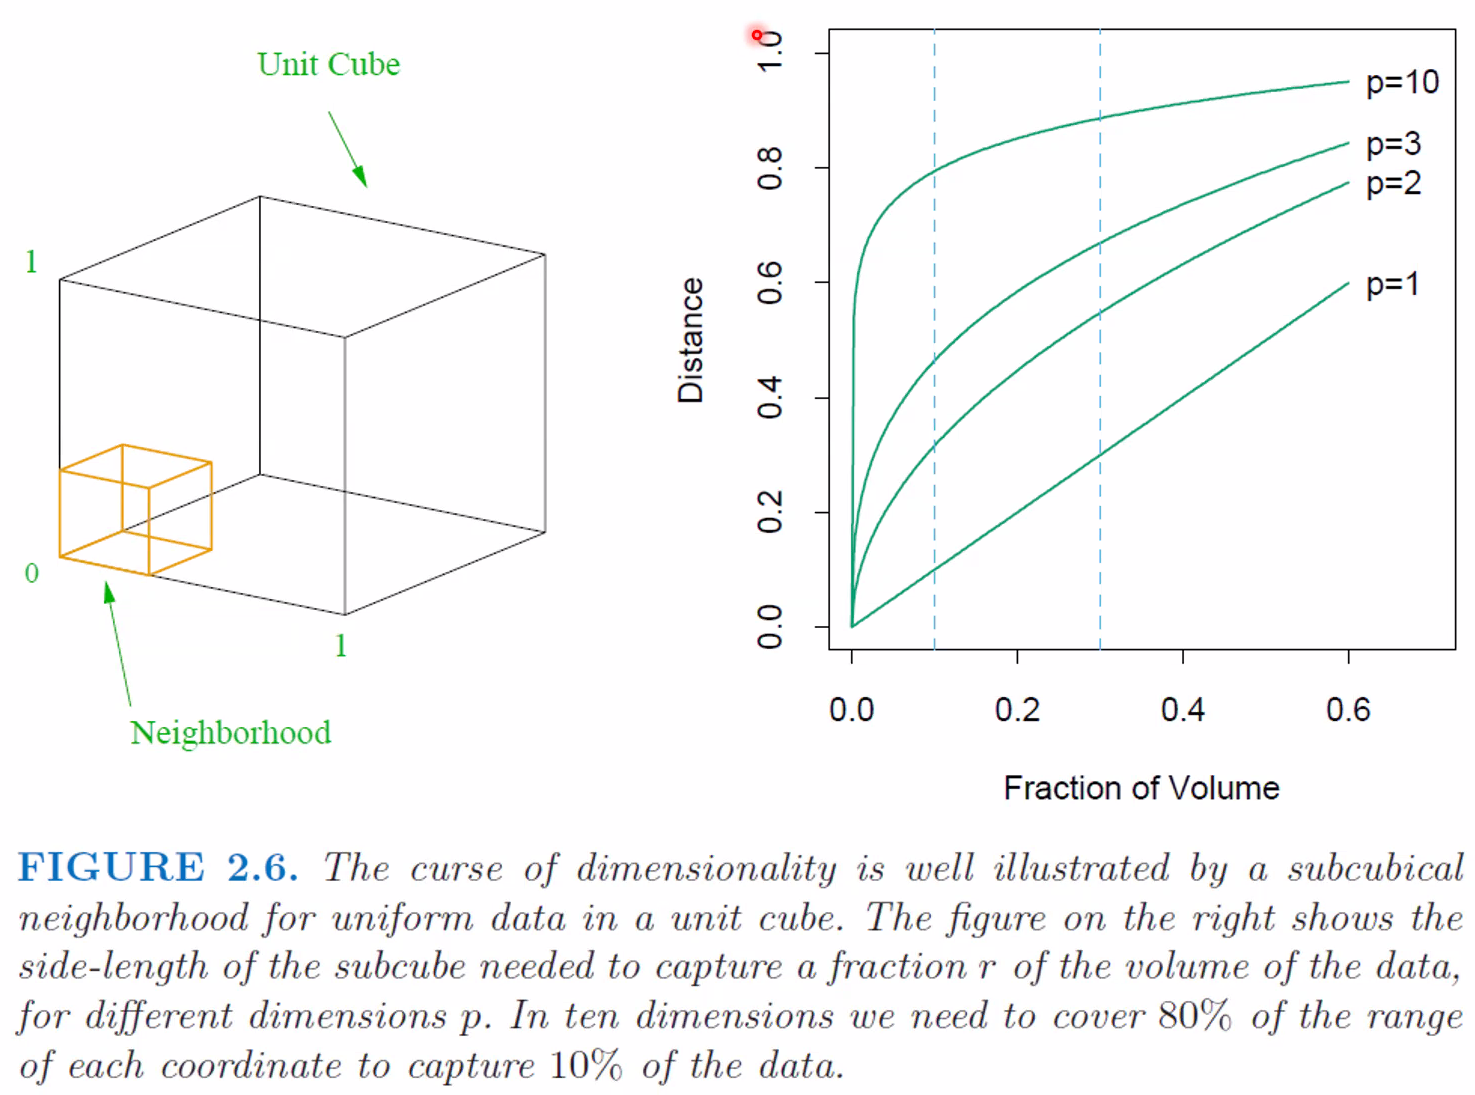 Unit Cube
1
0
1
Neighborhood
1.0
0.8
0.6
0.4
0.2
0.0
Distance
p=10
p=3
p=2
p=1
0.0 0.2 0.4 0.6
Fraction of Volume
FIGURE 2.6. The curse of dimensionality is well illustrated by a subcubical
neighborhood for uniform data in a unit cube. The figure on the right shows the
side-length of the subcube needed to capture a fraction r of the volume of the data,
for different dimensions p. In ten dimensions we need to cover 80% of the range
of each coordinate to capture 10% of the data.